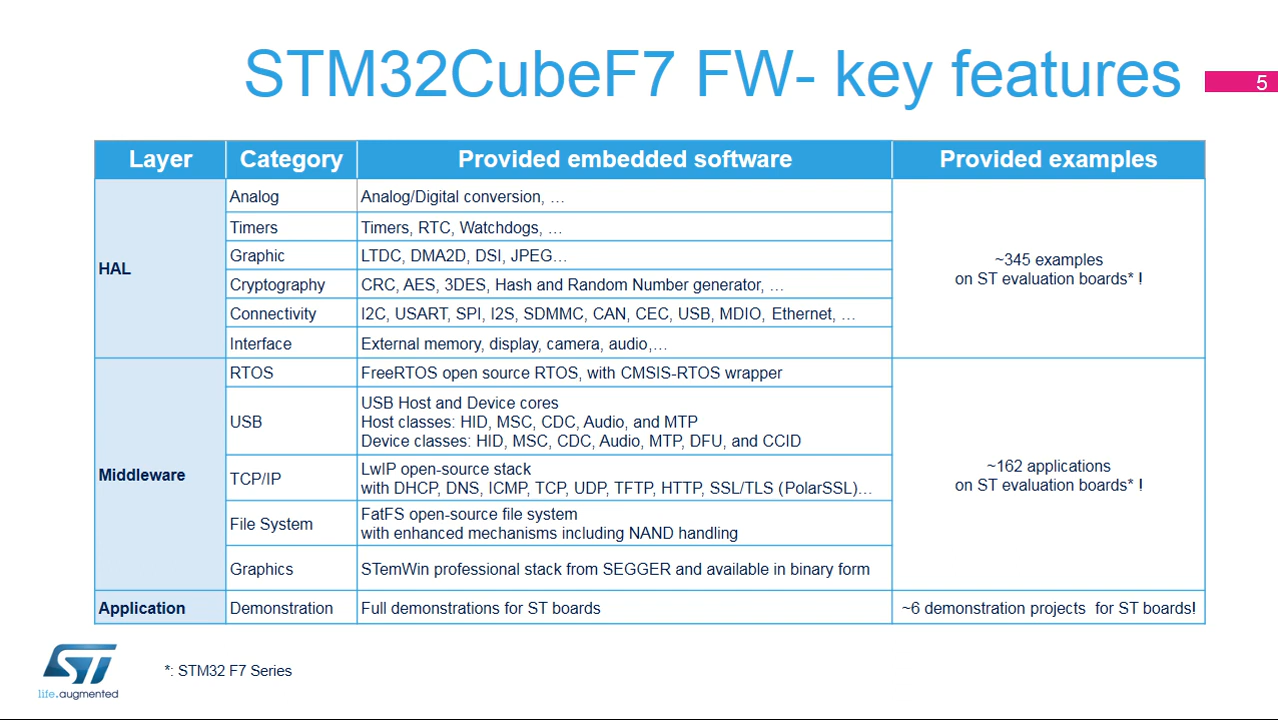 STM32CubeF7 FW- key features
5
Layer Category Provided embedded software Provided examples
HAL
Analog Analog/Digital conversion, …
Timers Timers, RTC, Watchdogs, …
Graphic LTDC, DMA2D, DSI, JPEG…
Cryptography CRC, AES, 3DES, Hash and Random Number generator, …
Connectivity I2C, USART, SPI, I2S, SDMMC, CAN, CEC, USB, MDIO, Ethernet, …
Interface External memory, display, camera, audio,…
~345 examples
on ST evaluation boards* !
Middleware
RTOS FreeRTOS open source RTOS, with CMSIS-RTOS wrapper
USB
USB Host and Device cores
Host classes: HID, MSC, CDC, Audio, and MTP
Device classes: HID, MSC, CDC, Audio, MTP, DFU, and CCID
TCP/IP
LwIP open-source stack
with DHCP, DNS, ICMP, TCP, UDP, TFTP, HTTP, SSL/TLS (PolarSSL)…
File System
FatFS open-source file system
with enhanced mechanisms including NAND handling
Graphics STemWin professional stack from SEGGER and available in binary form
~162 applications
on ST evaluation boards* !
Application Demonstration Full demonstrations for ST boards ~6 demonstration projects for ST boards!
ST
life.augmented
*: STM32 F7 Series